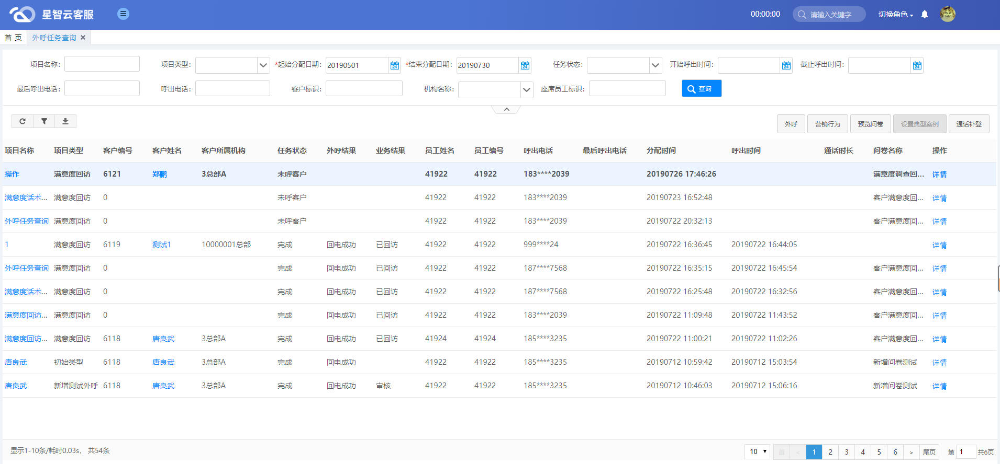 星智云客服 00:00:00 请输入关键字 切换角色
首 页 外呼任务查询 ×
项目名称: 项目类型: *起始分配日期: 20190501 *结束分配日期: 20190730 任务状态: 开始呼出时间: 截止呼出时间:
最后呼出电话: 呼出电话: 客户标识: 机构名称: 座席员工标识: 查询
外呼 营销行为 预览问卷 设置典型案例 通话补登
项目名称 项目类型 客户编号 客户姓名 客户所属机构 任务状态 外呼结果 业务结果 员工姓名 员工编号 呼出电话 最后呼出电话 分配时间 呼出时间 通话时长 问卷名称 操作
操作 满意度回访 6121 郑鹏 3总部A 未呼客户 41922 41922 183****2039 20190726 17:46:26 满意度调查回... 详情
满意度话术... 满意度回访 0 未呼客户 41922 41922 183****2039 20190723 16:52:48 客户满意度回... 详情
外呼任务查询 满意度回访 0 未呼客户 41922 41922 183****2039 20190722 20:32:13 客户满意度回... 详情
1 满意度回访 6119 测试1 10000001总部 完成 回电成功 已回访 41922 41922 999****24 20190722 16:36:45 20190722 16:44:05 详情
外呼任务查询 满意度回访 0 完成 回电成功 已回访 41922 41922 187****7568 20190722 16:35:15 20190722 16:45:54 客户满意度回... 详情
满意度话术... 满意度回访 0 完成 回电成功 已回访 41922 41922 187****7568 20190722 16:25:48 20190722 16:32:56 客户满意度回... 详情
满意度回访... 满意度回访 0 完成 回电成功 已回访 41922 41922 183****2039 20190722 11:09:48 20190722 11:43:52 客户满意度回... 详情
满意度回访... 满意度回访 6118 唐良武 3总部A 完成 回电成功 已回访 41924 41924 185****3235 20190722 11:00:21 20190722 11:02:26 客户满意度回... 详情
唐良武 初始类型 6118 唐良武 3总部A 完成 回电成功 41922 41922 185****3235 20190712 10:59:42 20190712 15:03:54 新增问卷测试 详情
唐良武 新增测试外呼 6118 唐良武 3总部A 完成 回电成功 审核 41922 41922 185****3235 20190712 10:46:03 20190712 15:06:16 新增问卷测试 详情
显示1-10条/耗时0.03s， 共54条 10 首 < 1 2 3 4 5 6 > 尾页 第 1 共6页